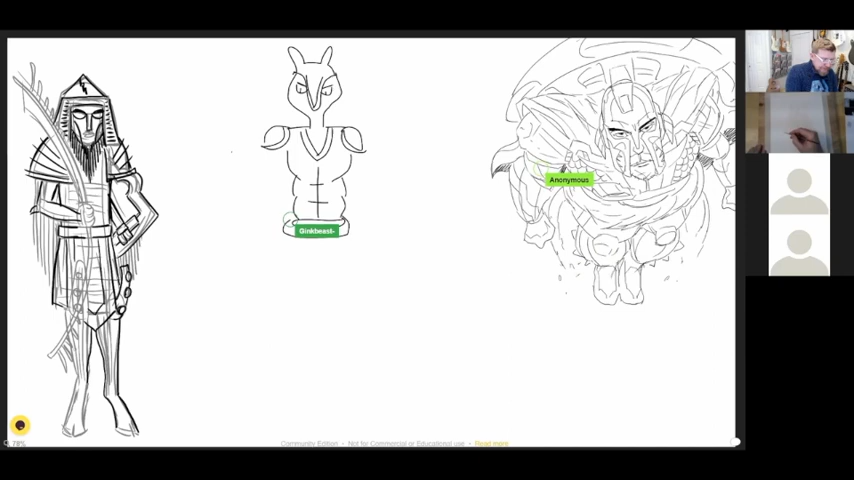 Anonymous
Ginkbeast-
78%
Community Edition • Not for Commercial or Educational use • Read more